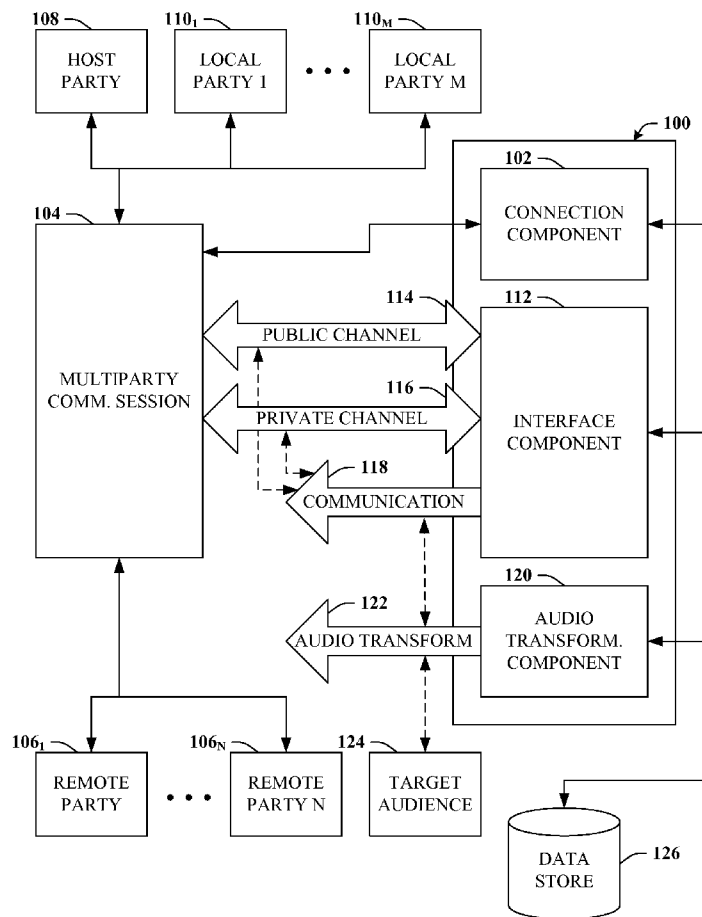 108
HOST
PARTY
110₁
LOCAL
PARTY 1
• • •
110M
LOCAL
PARTY M
100
102
CONNECTION
COMPONENT
104
MULTIPARTY
COMM. SESSION
114
PUBLIC CHANNEL
112
INTERFACE
COMPONENT
116
PRIVATE CHANNEL
118
COMMUNICATION
120
AUDIO
TRANSFORM.
COMPONENT
122
AUDIO TRANSFORM
106₁
REMOTE
PARTY
• • •
106N
REMOTE
PARTY N
124
TARGET
AUDIENCE
DATA
STORE
126